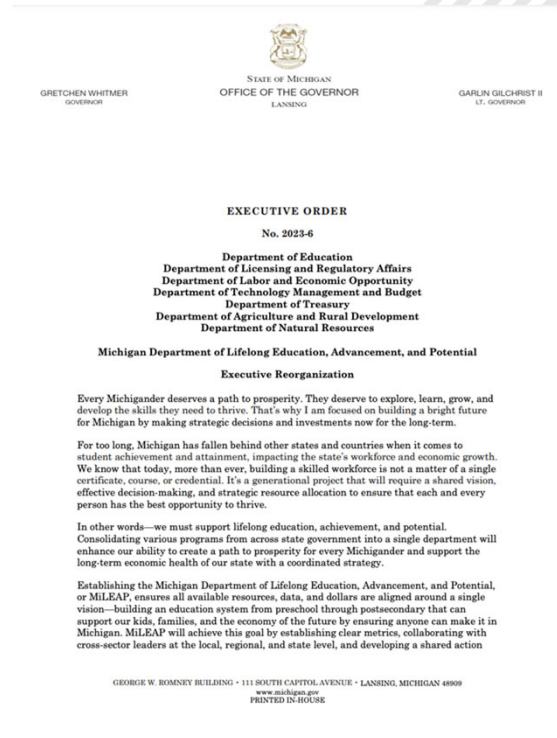 STATE OF MICHIGAN
GRETCHEN WHITMER
GOVERNOR
OFFICE OF THE GOVERNOR
LANSING
GARLIN GILCHRIST II
LT. GOVERNOR
EXECUTIVE ORDER
No. 2023-6
Department of Education
Department of Licensing and Regulatory Affairs
Department of Labor and Economic Opportunity
Department of Technology Management and Budget
Department of Treasury
Department of Agriculture and Rural Development
Department of Natural Resources
Michigan Department of Lifelong Education, Advancement, and Potential
Executive Reorganization
Every Michigander deserves a path to prosperity. They deserve to explore, learn, grow, and
develop the skills they need to thrive. That's why I am focused on building a bright future
for Michigan by making strategic decisions and investments now for the long-term.
For too long, Michigan has fallen behind other states and countries when it comes to
student achievement and attainment, impacting the state's workforce and economic growth.
We know that today, more than ever, building a skilled workforce is not a matter of a single
certificate, course, or credential. It's a generational project that will require a shared vision,
effective decision-making, and strategic resource allocation to ensure that each and every
person has the best opportunity to thrive.
In other words—we must support lifelong education, achievement, and potential.
Consolidating various programs from across state government into a single department will
enhance our ability to create a path to prosperity for every Michigander and support the
long-term economic health of our state with a coordinated strategy.
Establishing the Michigan Department of Lifelong Education, Advancement, and Potential,
or MiLEAP, ensures all available resources, data, and dollars are aligned around a single
vision—building an education system from preschool through postsecondary that can
support our kids, families, and the economy of the future by ensuring anyone can make it in
Michigan. MiLEAP will achieve this goal by establishing clear metrics, collaborating with
cross-sector leaders at the local, regional, and state level, and developing a shared action
GEORGE W. ROMNEY BUILDING • 111 SOUTH CAPITOL AVENUE • LANSING, MICHIGAN 48909
www.michigan.gov
PRINTED IN-HOUSE